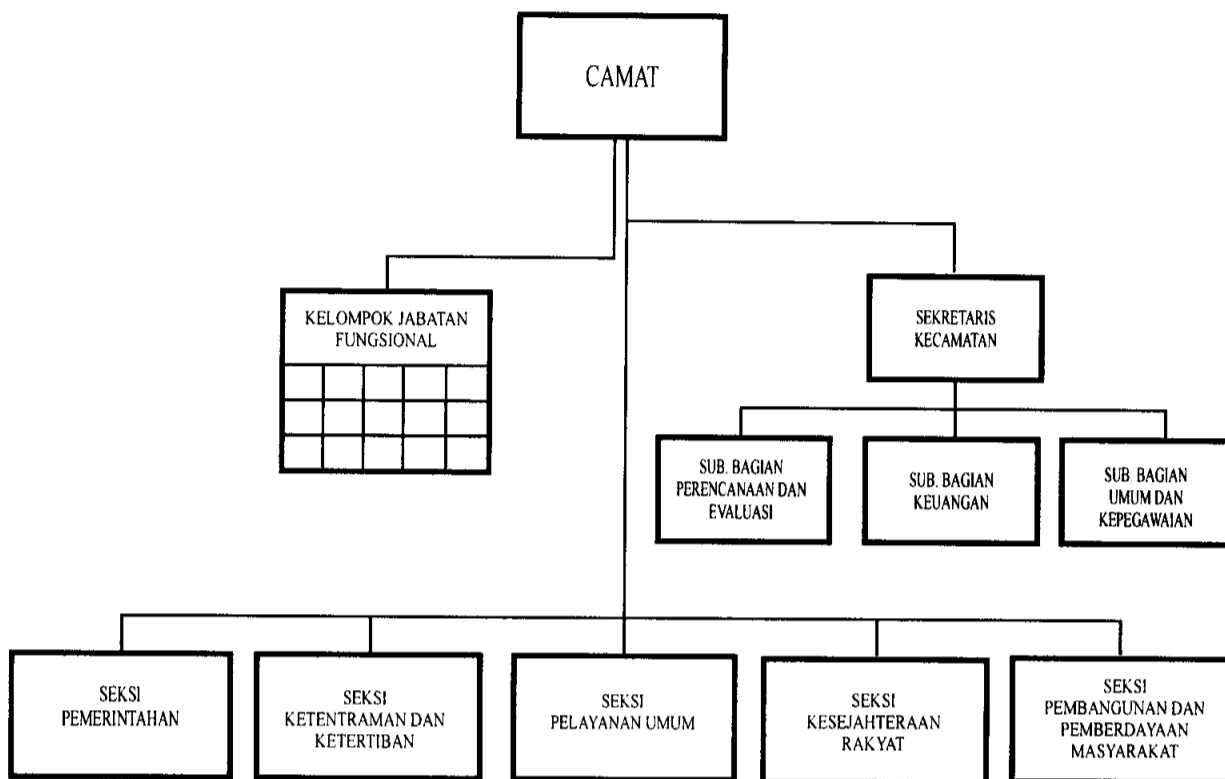 CAMAT
KELOMPOK JABATAN
FUNGSIONAL
SEKRETARIS
KECAMATAN
SUB. BAGIAN
PERENCANAAN DAN
EVALUASI
SUB. BAGIAN
KEUANGAN
SUB. BAGIAN
UMUM DAN
KEPEGAWAIAN
SEKSI
PEMERINTAHAN
SEKSI
KETENTRAMAN DAN
KETERTIBAN
SEKSI
PELAYANAN UMUM
SEKSI
KESEJAHTERAAN
RAKYAT
SEKSI
PEMBANGUNAN DAN
PEMBERDAYAAN
MASYARAKAT